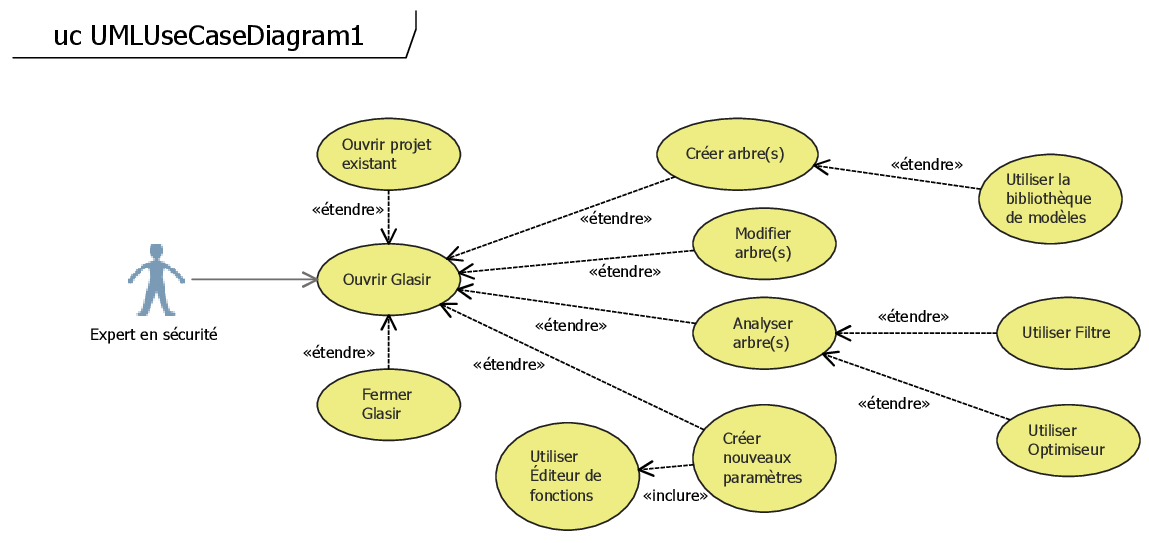 uc UMLUseCaseDiagram1
Ouvrir projet
existant
«étendre»
Créer arbre(s)
«étendre»
Utiliser la
bibliothèque
de modèles
«étendre»
Modifier
arbre(s)
«étendre»
Ouvrir Glasir
Expert en sécurité
«étendre»
Analyser
arbre(s)
«étendre»
Utiliser Filtre
«étendre»
Fermer
Glasir
«étendre»
«étendre»
Utiliser
Optimiseur
Créer
nouveaux
paramètres
Utiliser
Éditeur de
fonctions
«inclure»